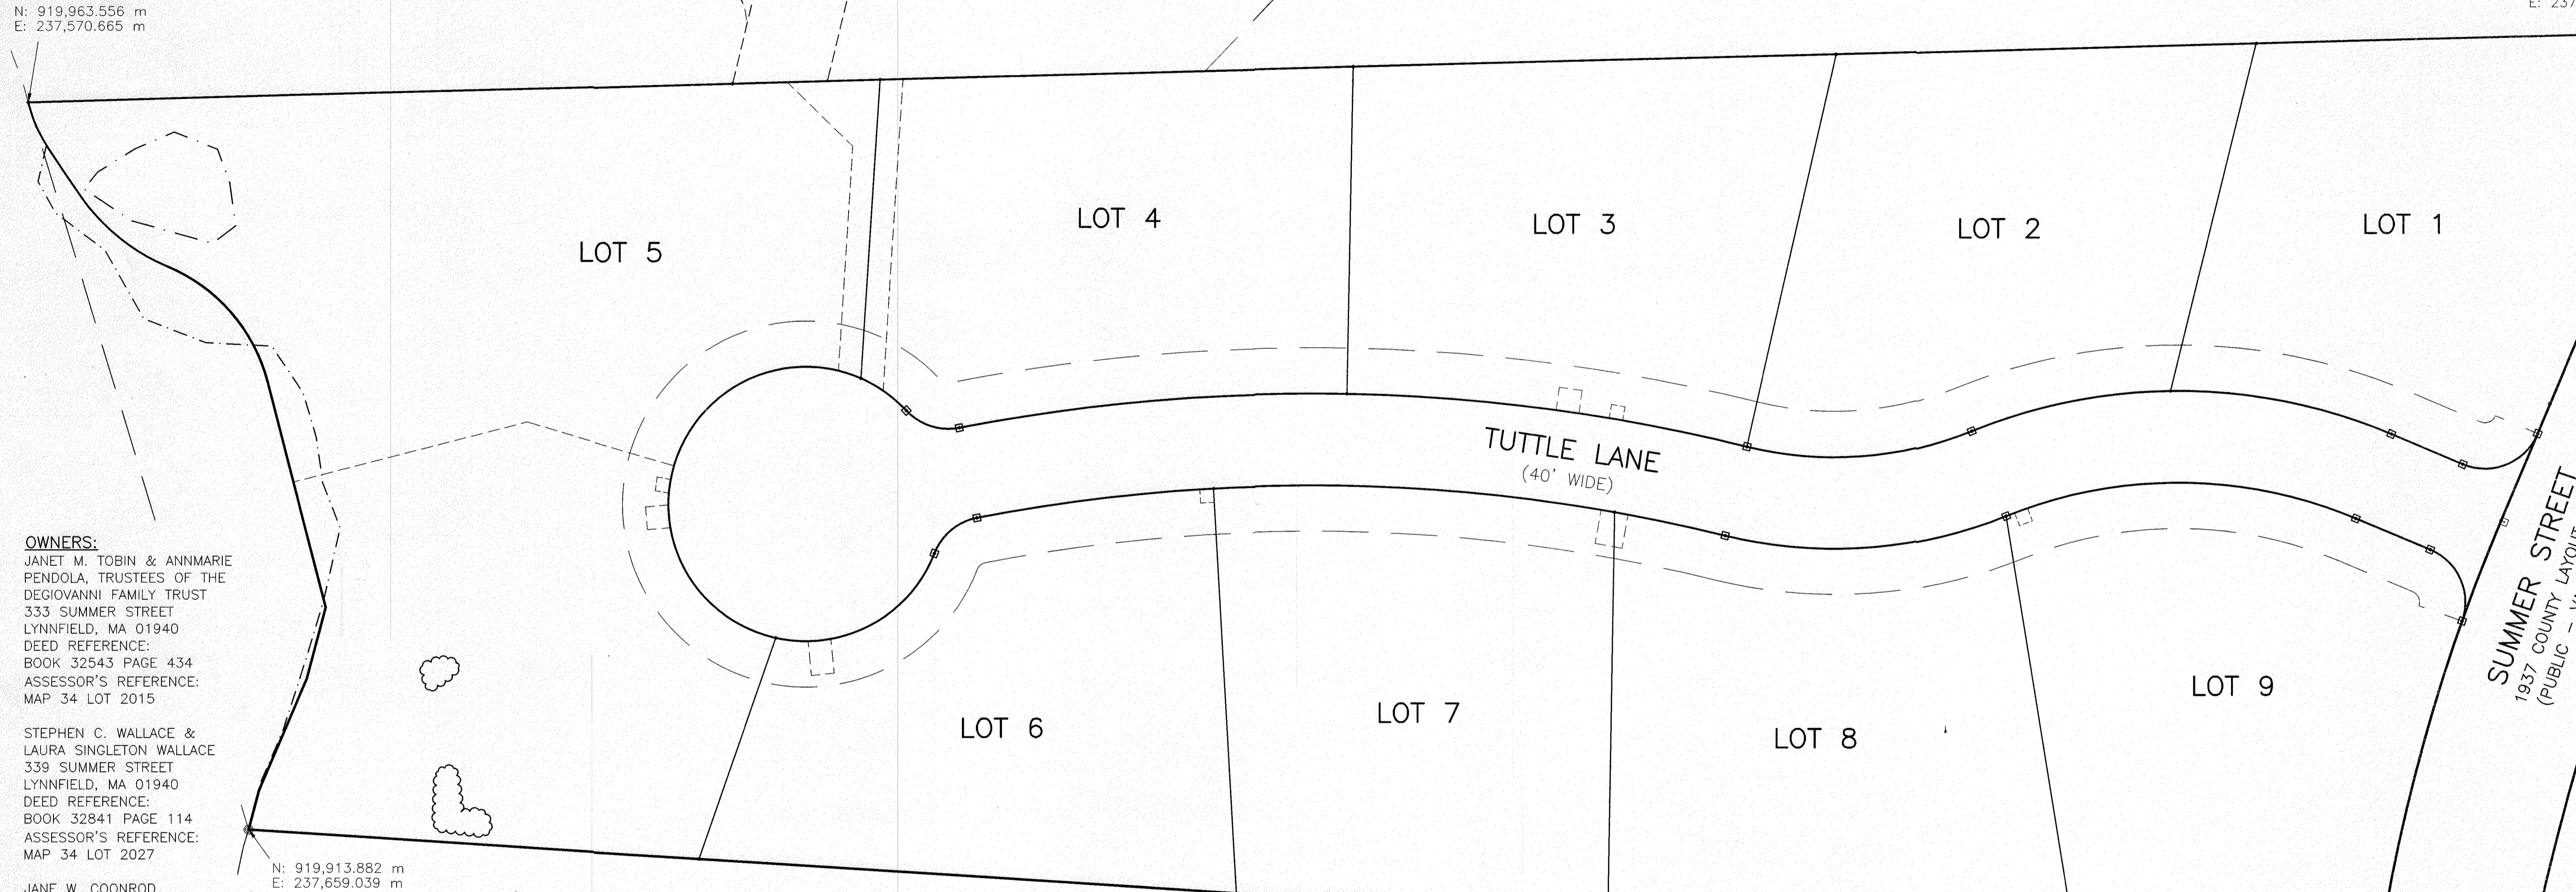 N: 919,963.556 m
E: 237,570.665 m
E: 237
LOT 5
LOT 4
LOT 3
LOT 2
LOT 1
TUTTLE LANE
(40' WIDE)
SUMMER STREET
1937 COUNTY LAYOUT
(PUBLIC -
LOT 6
LOT 7
LOT 8
LOT 9
OWNERS:
JANET M. TOBIN & ANNMARIE
PENDOLA, TRUSTEES OF THE
DEGIOVANNI FAMILY TRUST
333 SUMMER STREET
LYNNFIELD, MA 01940
DEED REFERENCE:
BOOK 32543 PAGE 434
ASSESSOR'S REFERENCE:
MAP 34 LOT 2015
STEPHEN C. WALLACE &
LAURA SINGLETON WALLACE
339 SUMMER STREET
LYNNFIELD, MA 01940
DEED REFERENCE:
BOOK 32841 PAGE 114
ASSESSOR'S REFERENCE:
MAP 34 LOT 2027
JANE W. COONROD
N: 919,913.882 m
E: 237,659.039 m